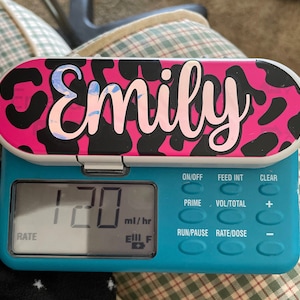 Emily
ON/OFF FEED INT CLEAR
PRIME VOL/TOTAL +
RUN/PAUSE RATE/DOSE −
120 ml/hr
RATE E F